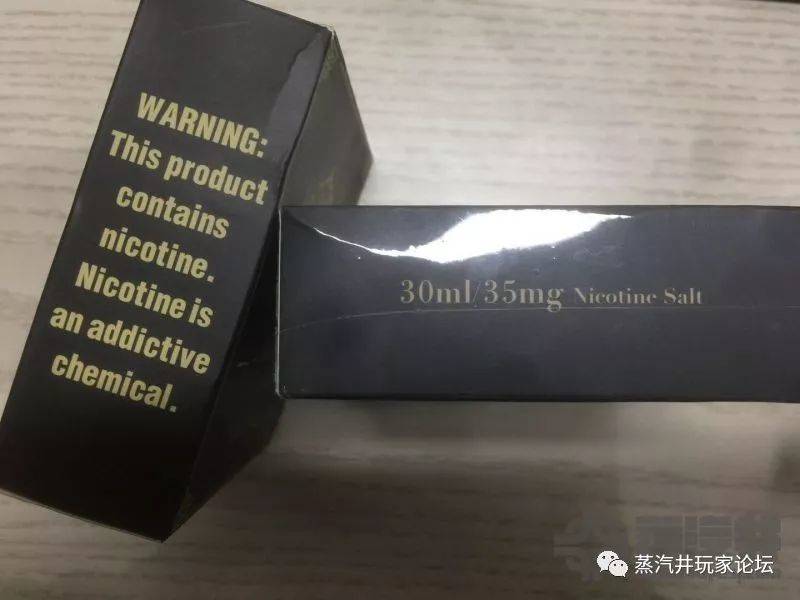 WARNING:
This product
contains
nicotine.
Nicotine is
an addictive
chemical.
30ml/35mg Nicotine Salt
蒸汽井玩家论坛